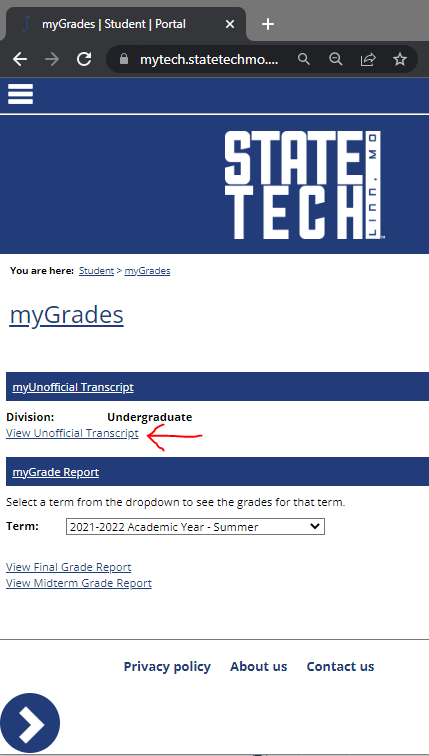 myGrades | Student | Portal
mytech.statetechmo....
STATE
TECH
LINN, MO
TM
You are here: Student > myGrades
myGrades
myUnofficial Transcript
Division: Undergraduate
View Unofficial Transcript
myGrade Report
Select a term from the dropdown to see the grades for that term.
Term: 2021-2022 Academic Year - Summer
View Final Grade Report
View Midterm Grade Report
Privacy policy About us Contact us